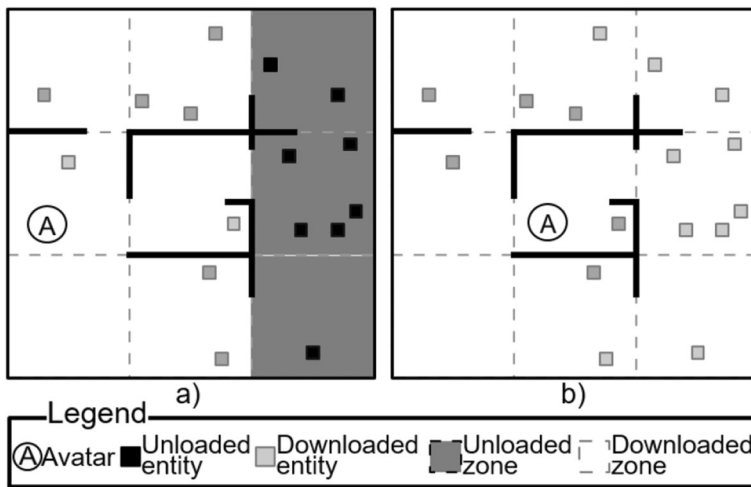 A
A
a)
b)
Legend
A Avatar
Unloaded entity
Downloaded entity
Unloaded zone
Downloaded zone